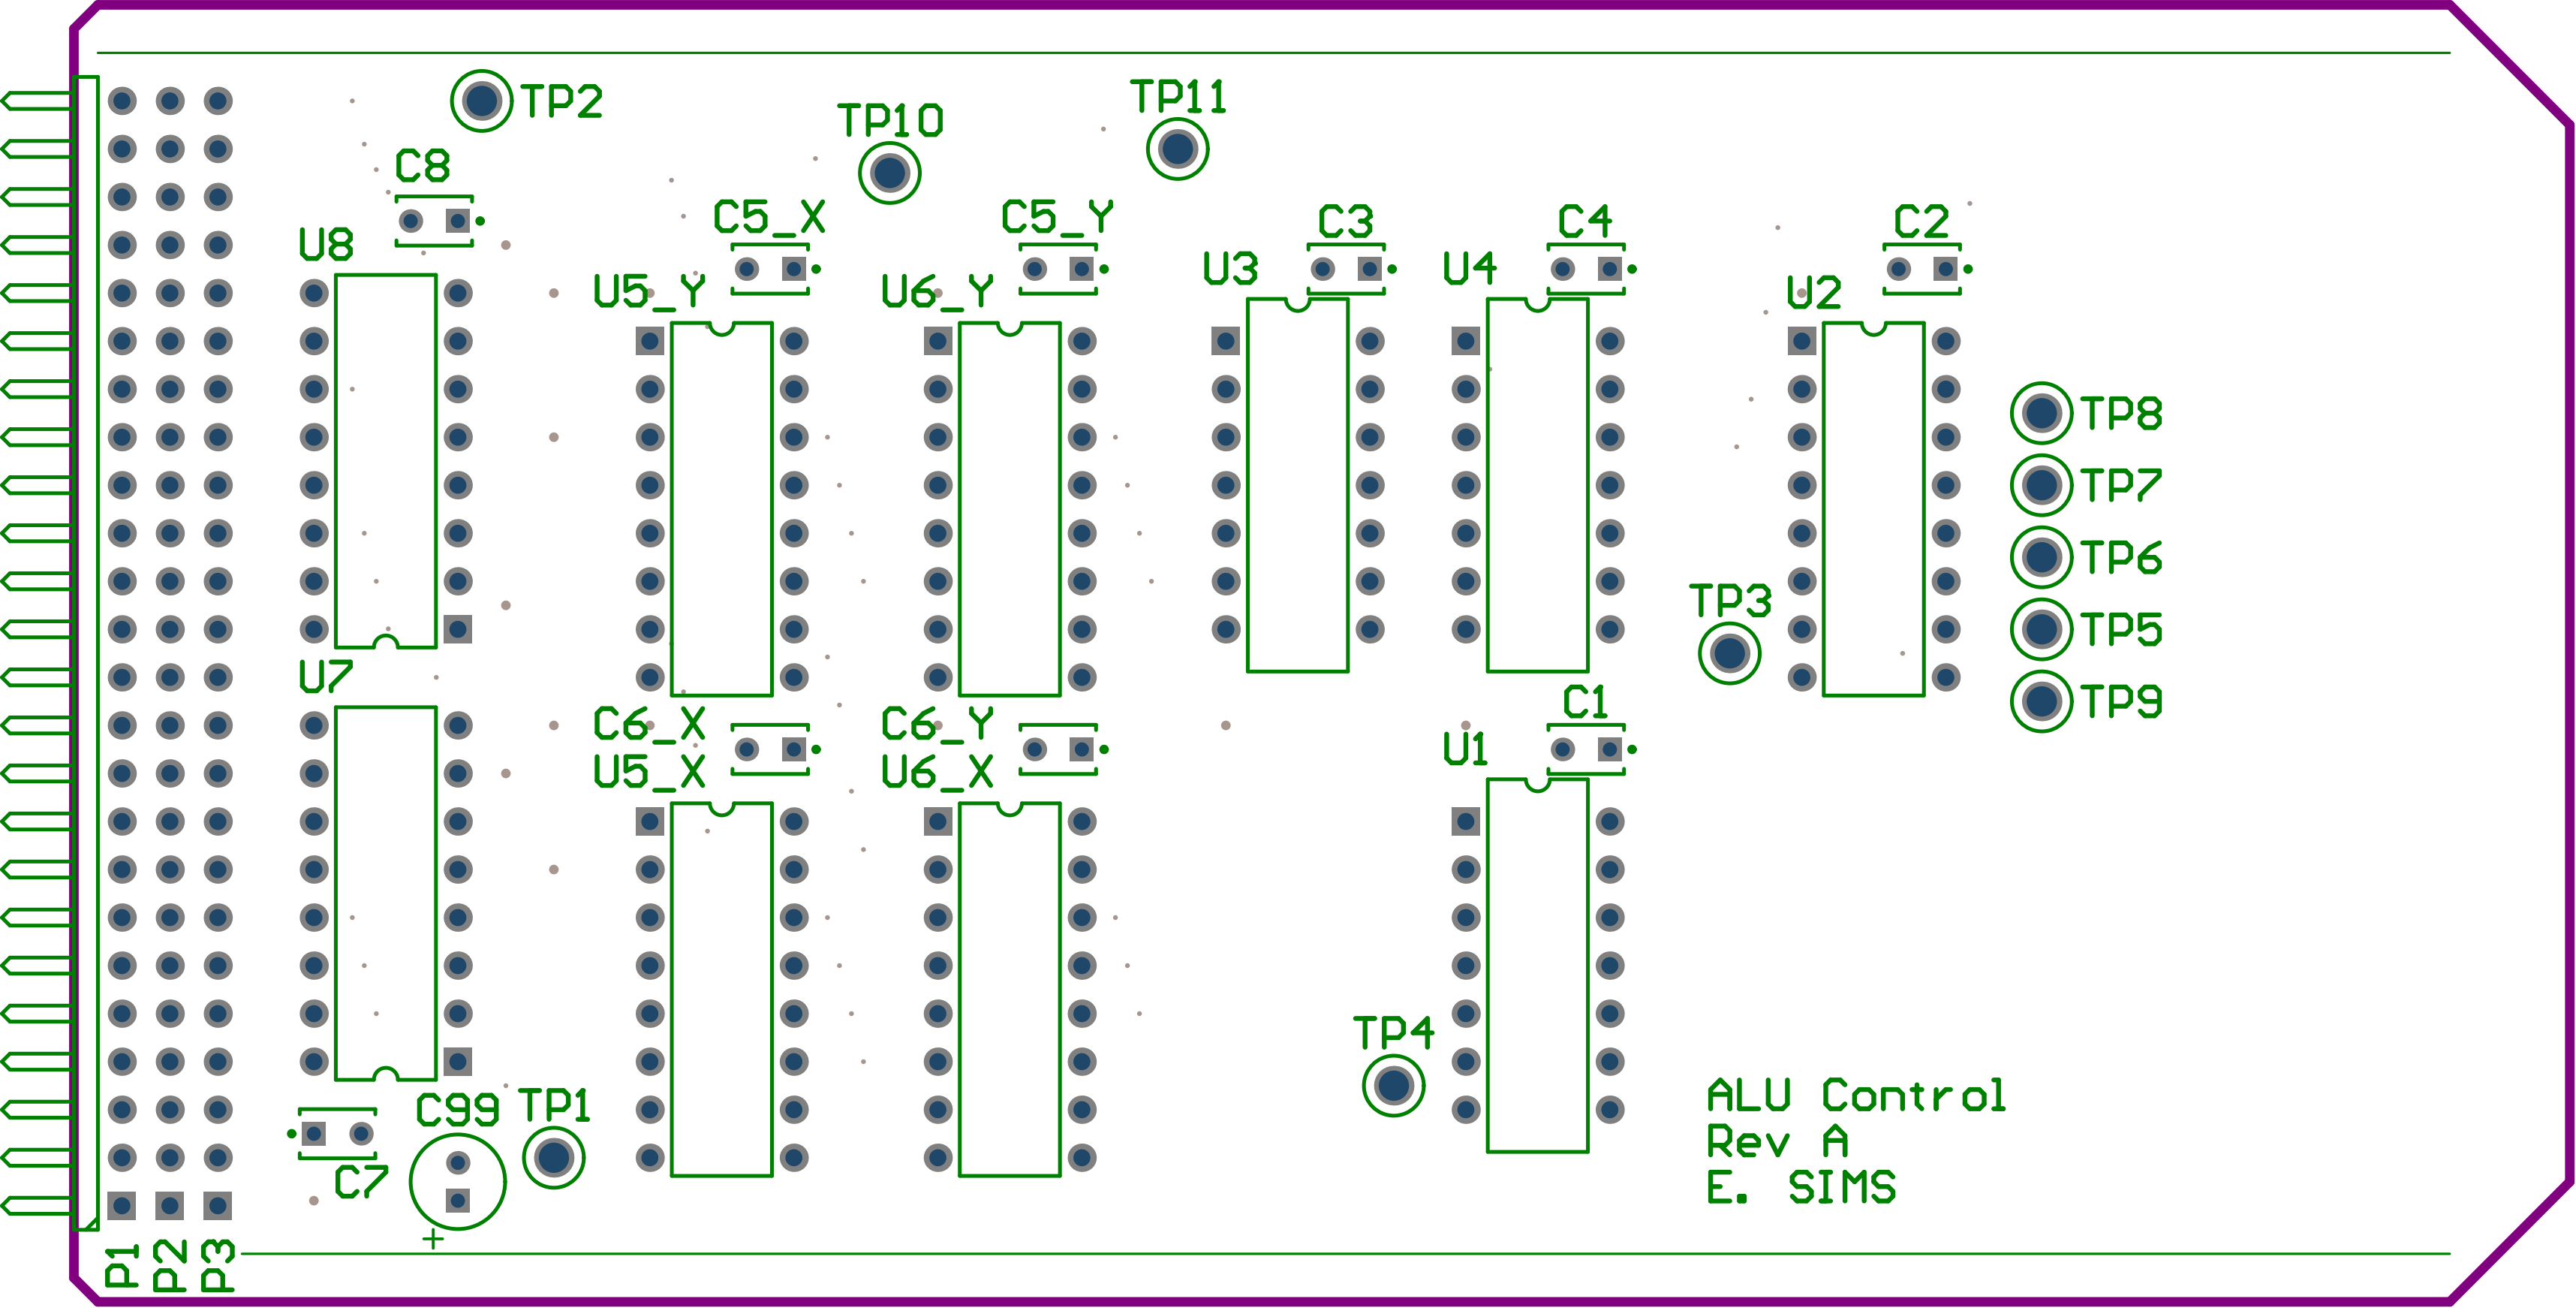 TP2
TP10
TP11
C8
U8
C5_X
C5_Y
C3
C4
C2
U5_Y
U6_Y
U3
U4
U2
TP8
TP7
TP6
TP5
TP9
TP3
U7
C6_X
U5_X
C6_Y
U6_X
C1
U1
TP4
C99
TP1
C7
+
ALU Control
Rev A
E. SIMS
P1
P2
P3